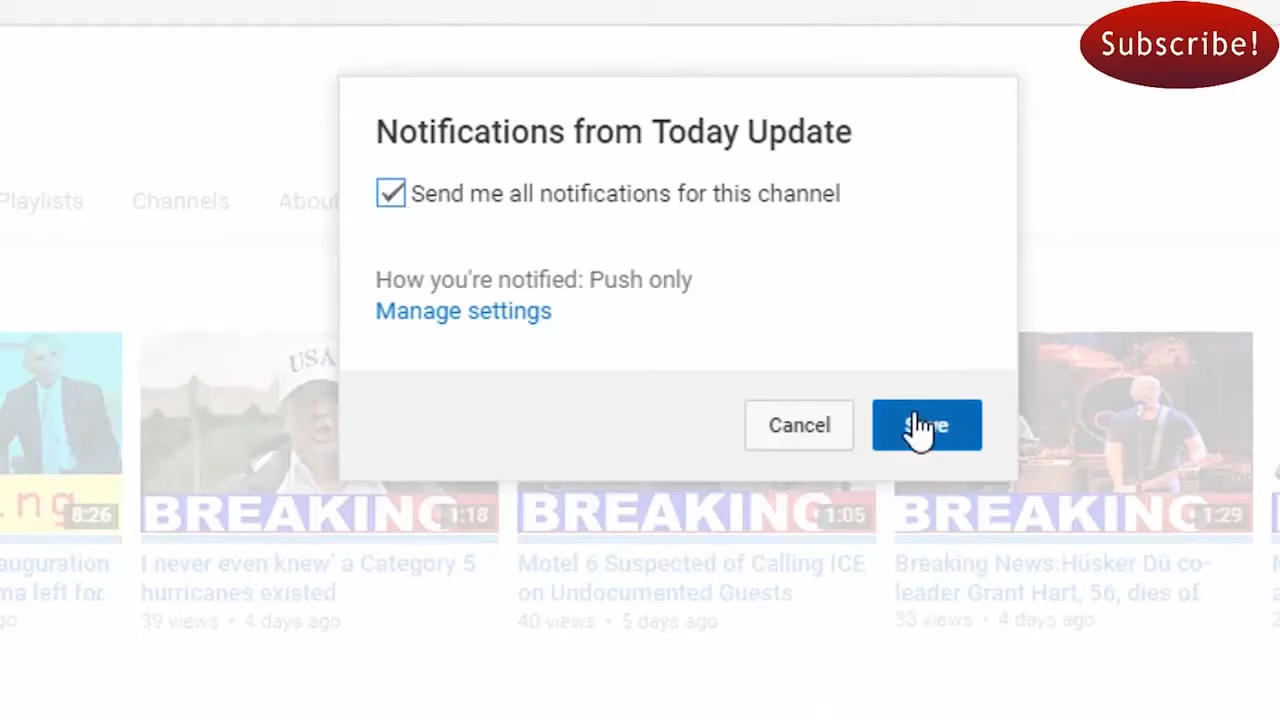 Subscribe!
Notifications from Today Update
Send me all notifications for this channel
Playlists
Channels
About
How you're notified: Push only
Manage settings
USA
Cancel
8:26
BREAKING 1:18
BREAKING 1:05
BREAKING 1:29
auguration
ma left for
I never even knew' a Category 5
hurricanes existed
39 views • 4 days ago
Motel 6 Suspected of Calling ICE
on Undocumented Guests
40 views • 5 days ago
Breaking News:Hüsker Dü co-
leader Grant Hart, 56, dies of
33 views • 4 days ago